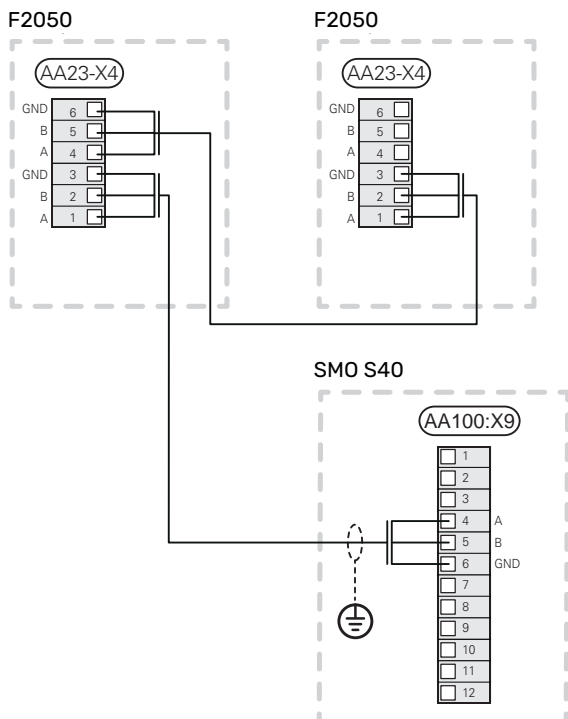 F2050
AA23-X4
GND 6
B 5
A 4
GND 3
B 2
A 1
F2050
AA23-X4
GND 6
B 5
A 4
GND 3
B 2
A 1
SMO S40
AA100:X9
1
2
3
4 A
5 B
6 GND
7
8
9
10
11
12